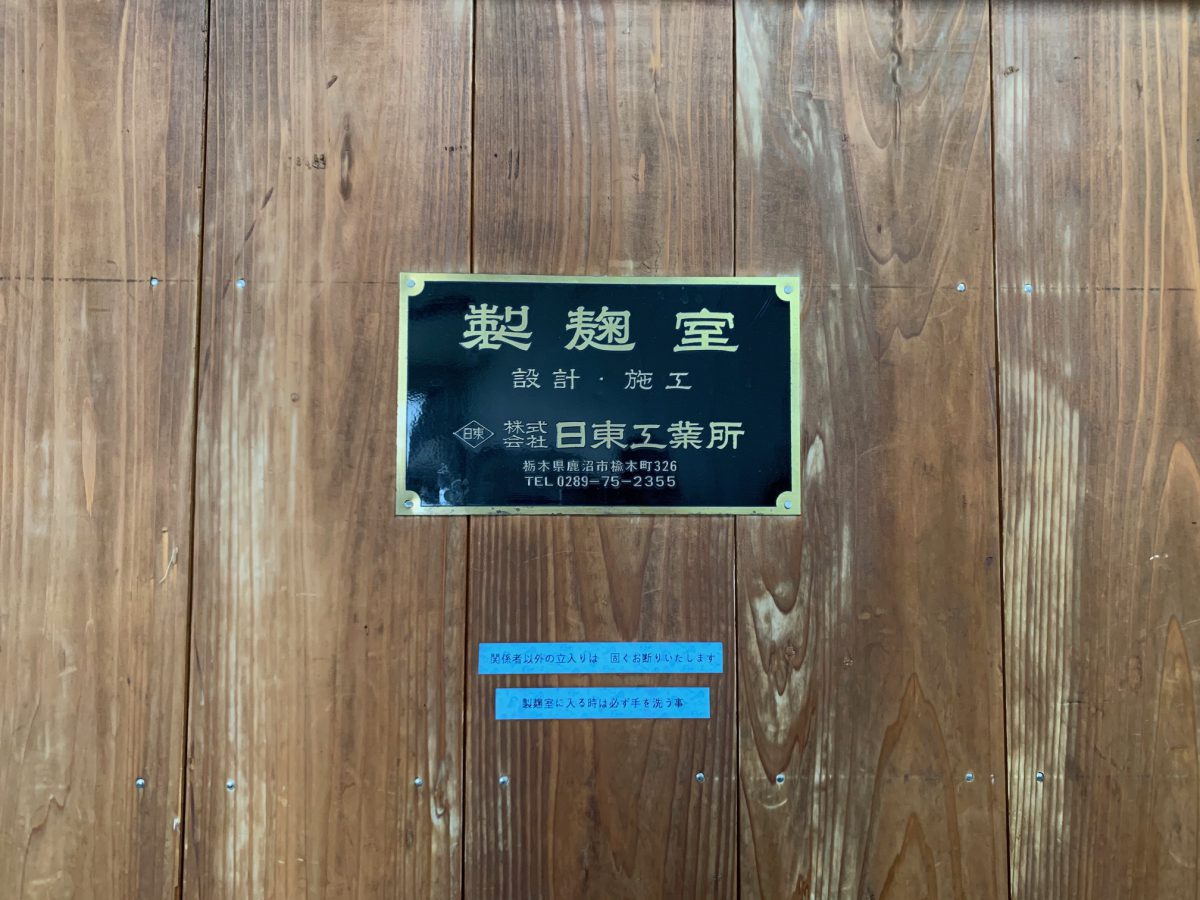 製麹室
設計・施工
日東 株式会社 日東工業所
栃木県鹿沼市楡木町326
TEL 0289-75-2355
関係者以外の立入りは 固くお断りいたします
製麹室に入る時は必ず手を洗う事